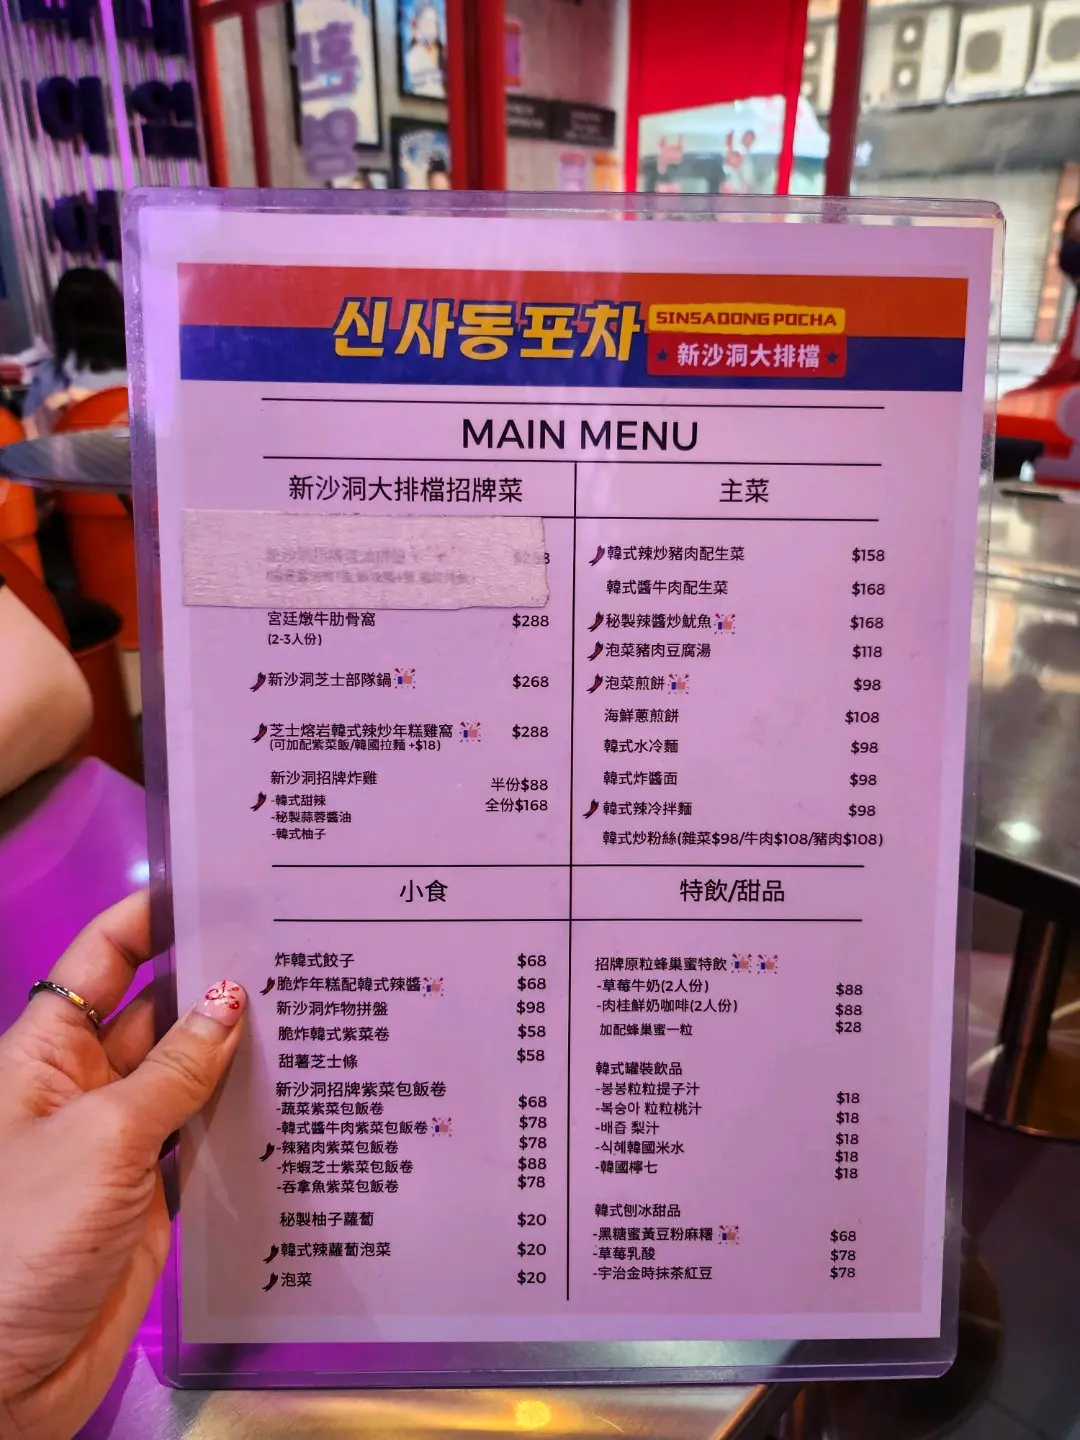 신사동포차
SINSADONG POCHA
新沙洞大排檔
MAIN MENU
新沙洞大排檔招牌菜
宮廷燉牛肋骨窩 $288
(2-3人份)
新沙洞芝士部隊鍋 $268
芝士熔岩韓式辣炒年糕雞窩 $288
(可加配紫菜飯/韓國拉麵 +$18)
新沙洞招牌炸雞 半份$88
-韓式甜辣 全份$168
-秘製蒜蓉醬油
-韓式柚子
主菜
韓式辣炒豬肉配生菜 $158
韓式醬牛肉配生菜 $168
秘製辣醬炒魷魚 $168
泡菜豬肉豆腐湯 $118
泡菜煎餅 $98
海鮮蔥煎餅 $108
韓式水冷麵 $98
韓式炸醬面 $98
韓式辣冷拌麵 $98
韓式炒粉絲(雜菜$98/牛肉$108/豬肉$108)
小食
炸韓式餃子 $68
脆炸年糕配韓式辣醬 $68
新沙洞炸物拼盤 $98
脆炸韓式紫菜卷 $58
甜薯芝士條 $58
新沙洞招牌紫菜包飯卷
-蔬菜紫菜包飯卷 $68
-韓式醬牛肉紫菜包飯卷 $78
-辣豬肉紫菜包飯卷 $78
-炸蝦芝士紫菜包飯卷 $88
-吞拿魚紫菜包飯卷 $78
秘製柚子蘿蔔 $20
韓式辣蘿蔔泡菜 $20
泡菜 $20
特飲/甜品
招牌原粒蜂巢蜜特飲
-草莓牛奶(2人份) $88
-肉桂鮮奶咖啡(2人份) $88
加配蜂巢蜜一粒 $28
韓式罐裝飲品
-봉봉粒粒提子汁 $18
-복숭아 粒粒桃汁 $18
-배즙 梨汁 $18
-식혜韓國米水 $18
-韓國檸七 $18
韓式刨冰甜品
-黑糖蜜黃豆粉麻糬 $68
-草莓乳酸 $78
-宇治金時抹茶紅豆 $78